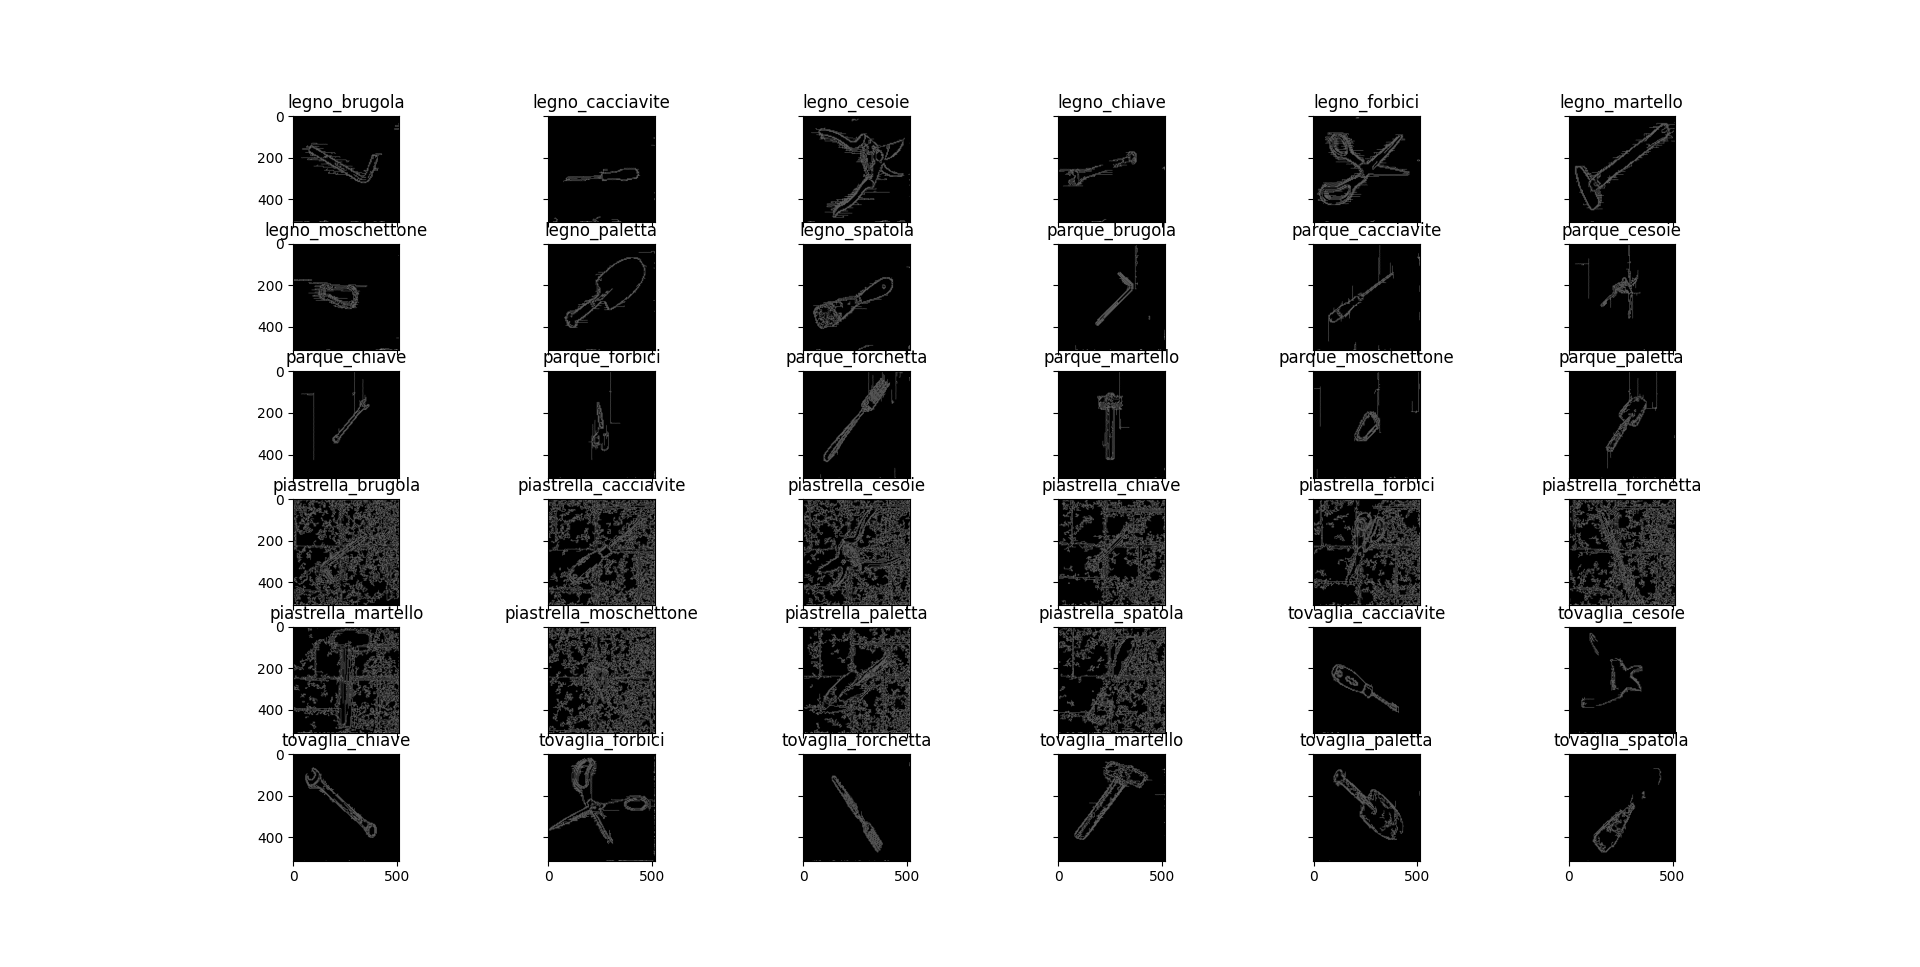 legno_brugola legno_cacciavite legno_cesoie legno_chiave legno_forbici legno_martello
0
200
400
legno_moschettone legno_paletta legno_spatola parque_brugola parque_cacciavite parque_cesoie
0
200
400
parque_chiave parque_forbici parque_forchetta parque_martello parque_moschettone parque_paletta
0
200
400
piastrella_brugola piastrella_cacciavite piastrella_cesoie piastrella_chiave piastrella_forbici piastrella_forchetta
0
200
400
piastrella_martello piastrella_moschettone piastrella_paletta piastrella_spatola tovaglia_cacciavite tovaglia_cesoie
0
200
400
tovaglia_chiave tovaglia_forbici tovaglia_forchetta tovaglia_martello tovaglia_paletta tovaglia_spatola
0
200
400
0 500 0 500 0 500 0 500 0 500 0 500